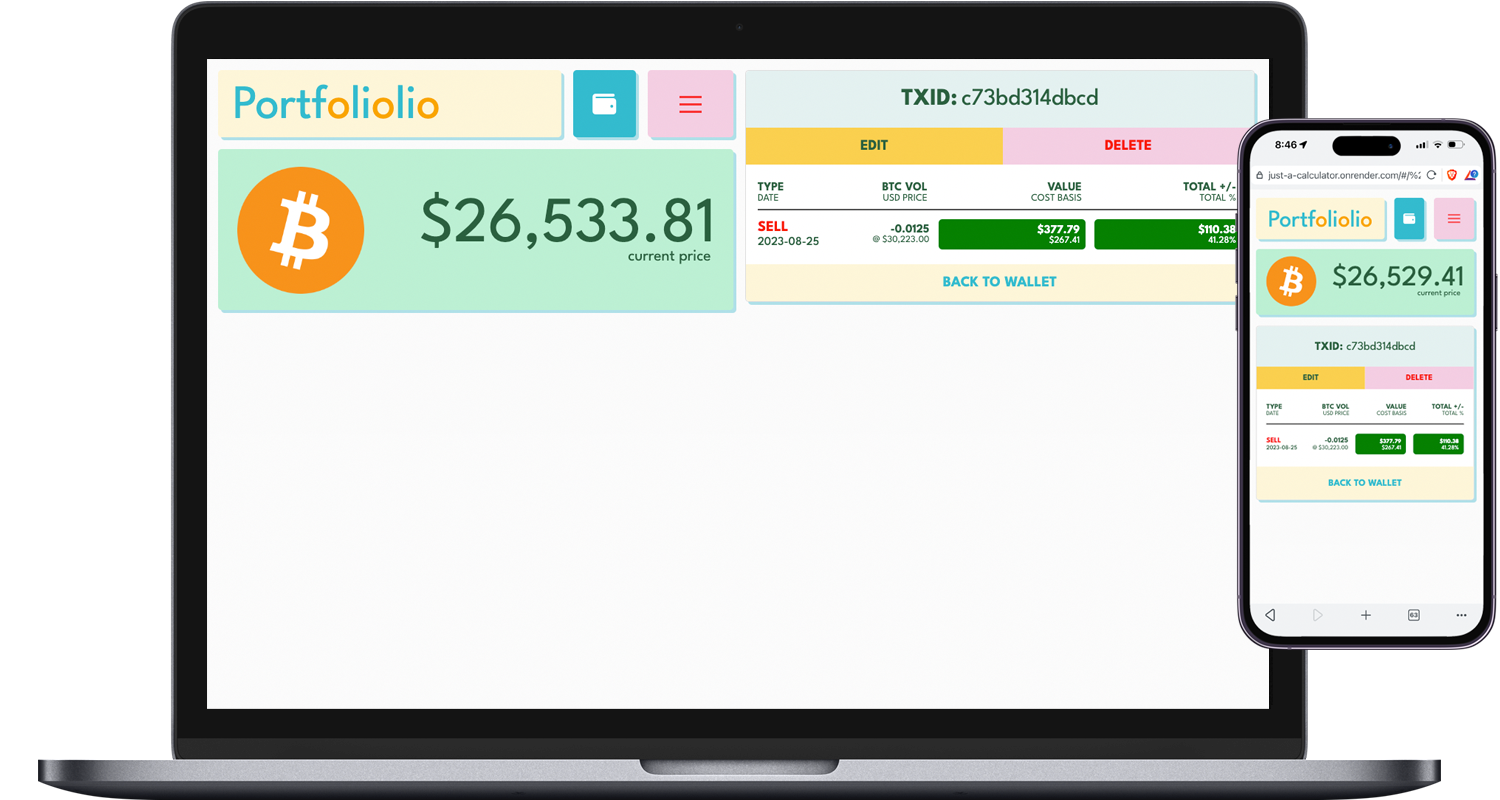 Portfoliolio
$26,533.81
current price
TXID: c73bd314dbcd
EDIT DELETE
TYPE BTC VOL VALUE TOTAL +/-
DATE USD PRICE COST BASIS TOTAL %
SELL -0.0125 $377.79 $110.38
2023-08-25 @ $30,223.00 $267.41 41.28%
BACK TO WALLET
8:46
just-a-calculator.onrender.com/#/%2
Portfoliolio
$26,529.41
current price
TXID: c73bd314dbcd
EDIT DELETE
TYPE BTC VOL VALUE TOTAL +/-
DATE USD PRICE COST BASIS TOTAL %
SELL -0.0125 $377.79 $110.38
2023-08-25 @ $30,223.00 $267.41 41.28%
BACK TO WALLET
63